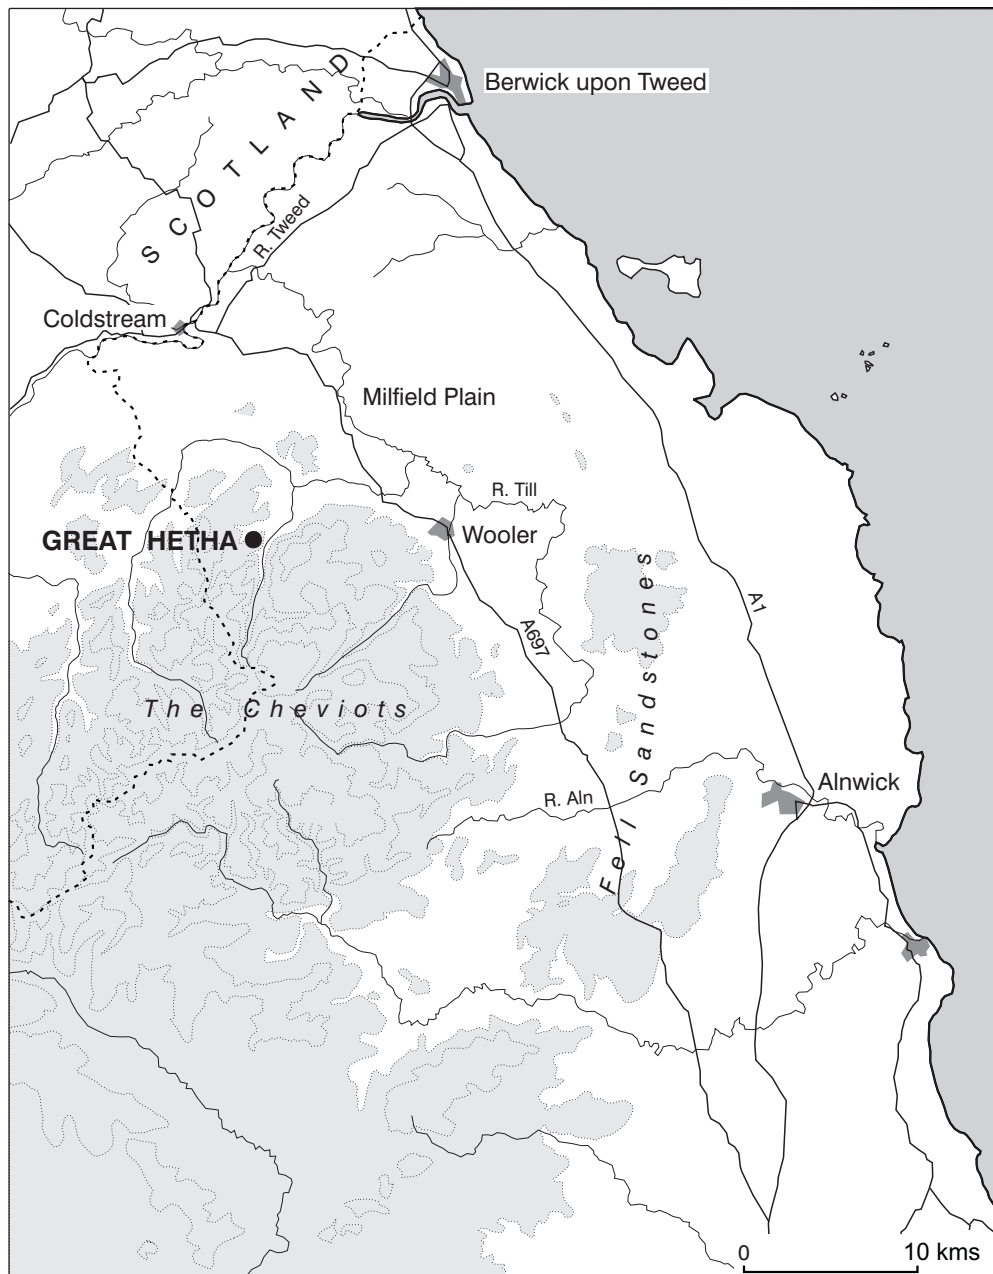 Berwick upon Tweed
SCOTLAND
R. Tweed
Coldstream
Milfield Plain
R. Till
GREAT HETHA
Wooler
A1
A697
The Cheviots
Fell Sandstones
Alnwick
R. Aln
0 10 kms